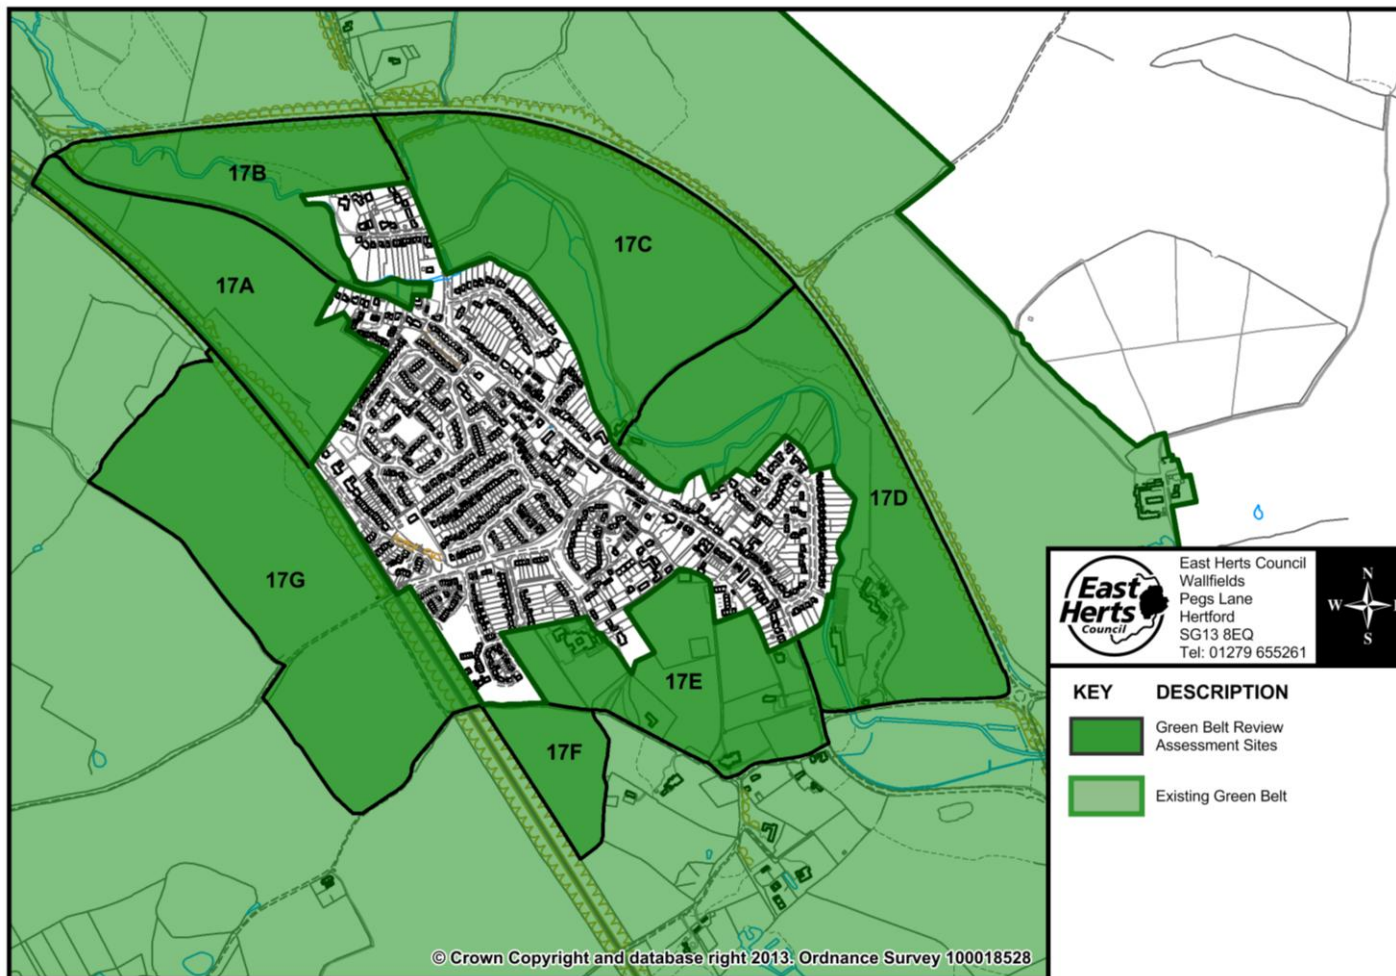 17B
17C
17A
17D
17G
17E
17F
East
Herts
Council
East Herts Council
Wallfields
Pegs Lane
Hertford
SG13 8EQ
Tel: 01279 655261
N
W
S
KEY DESCRIPTION
Green Belt Review
Assessment Sites
Existing Green Belt
© Crown Copyright and database right 2013. Ordnance Survey 100018528